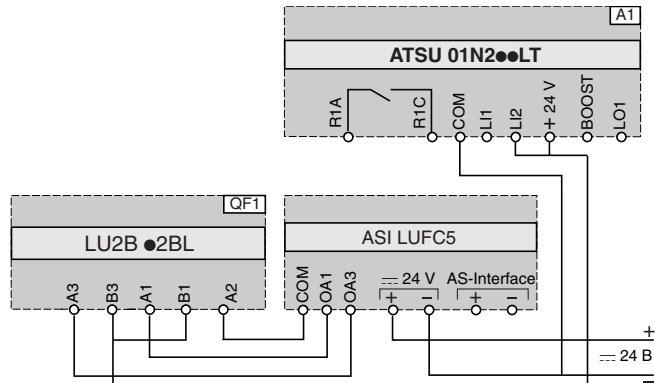 A1
ATSU 01N2●●LT
R1A
R1C
COM
LI1
LI2
+ 24 V
BOOST
LO1
QF1
LU2B ●2BL
ASI LUFC5
A3
B3
A1
B1
A2
COM
OA1
OA3
24 V
+ −
AS-Interface
+ −
+
24 В
−